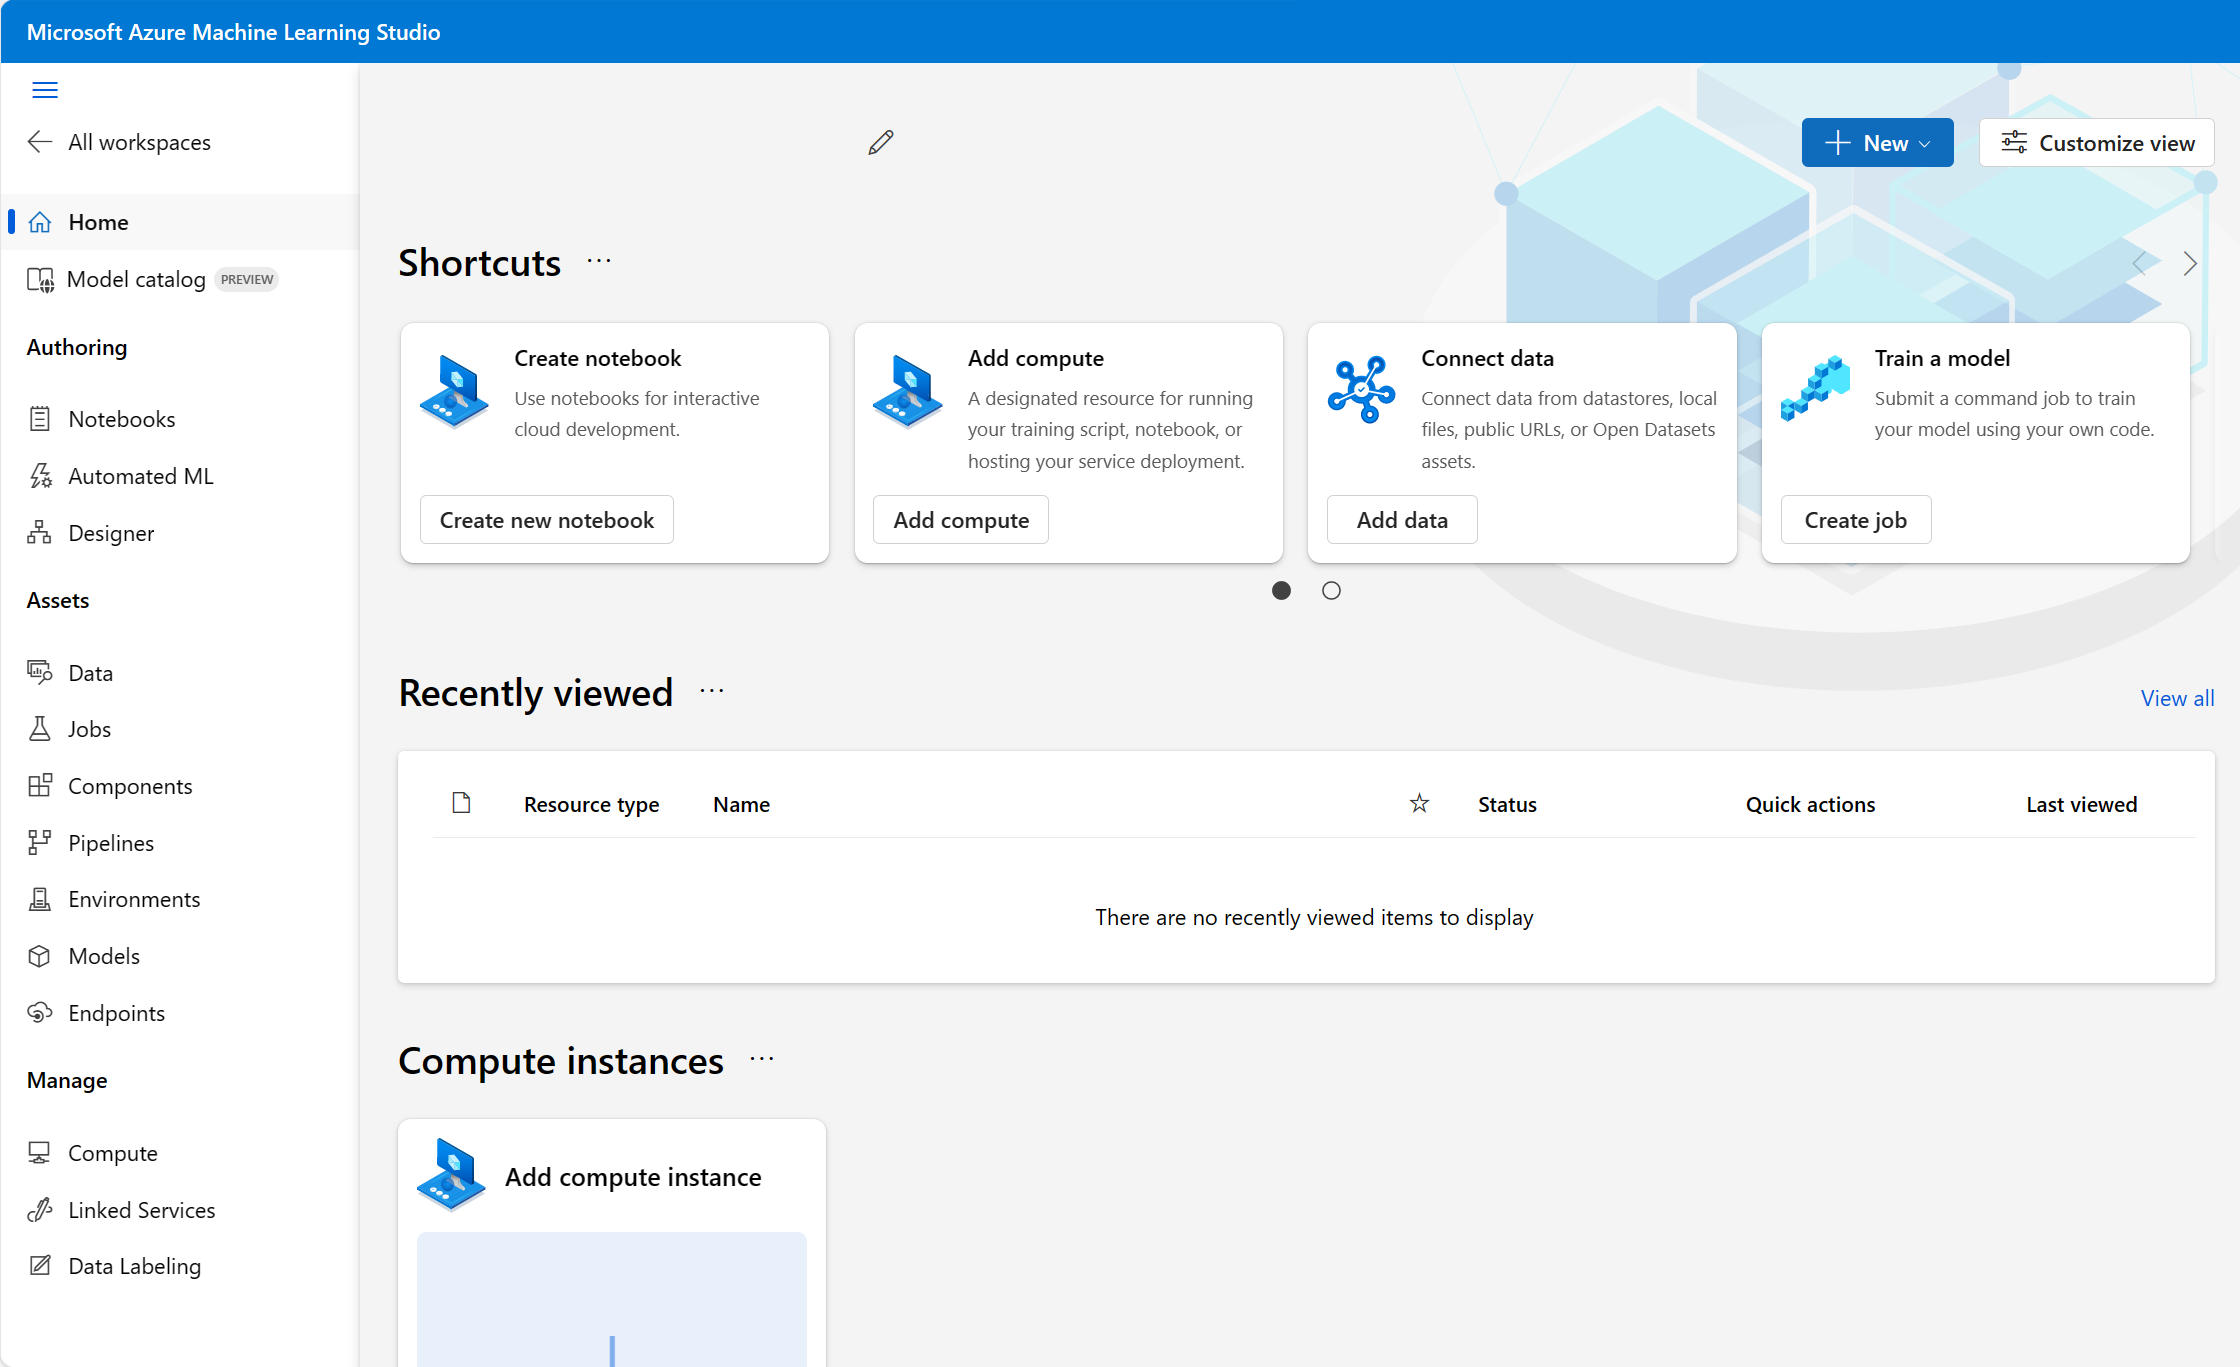 Microsoft Azure Machine Learning Studio
All workspaces
Home
Model catalog PREVIEW
Authoring
Notebooks
Automated ML
Designer
Assets
Data
Jobs
Components
Pipelines
Environments
Models
Endpoints
Manage
Compute
Linked Services
Data Labeling
New
Customize view
Shortcuts ...
Create notebook
Use notebooks for interactive
cloud development.
Create new notebook
Add compute
A designated resource for running
your training script, notebook, or
hosting your service deployment.
Add compute
Connect data
Connect data from datastores, local
files, public URLs, or Open Datasets
assets.
Add data
Train a model
Submit a command job to train
your model using your own code.
Create job
Recently viewed ...
View all
Resource type Name Status Quick actions Last viewed
There are no recently viewed items to display
Compute instances ...
Add compute instance